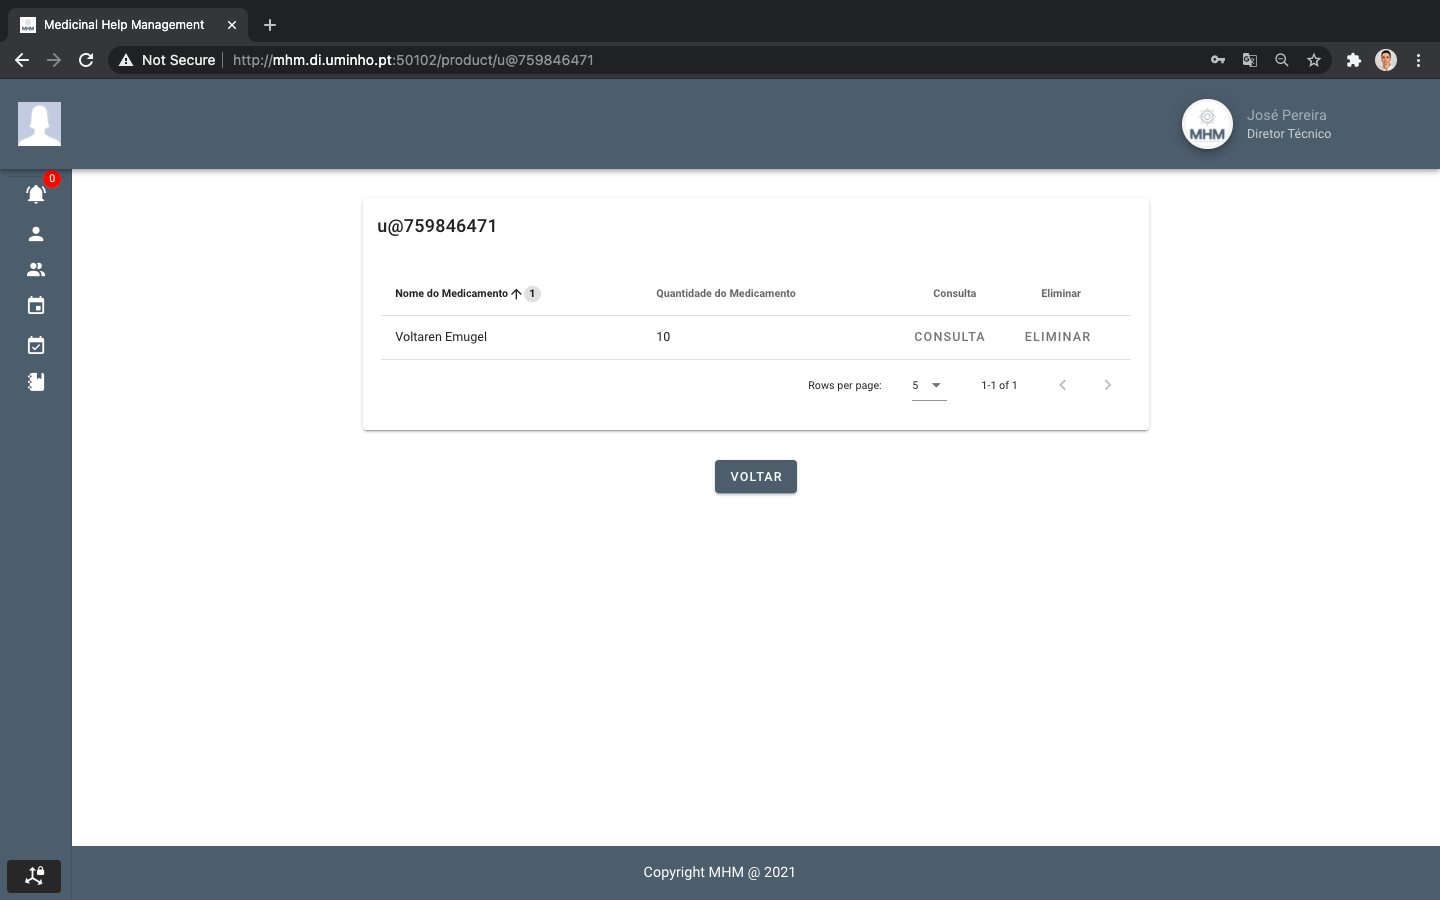 Medicinal Help Management
Not Secure http://mhm.di.uminho.pt:50102/product/u@759846471
MHM
José Pereira
Diretor Técnico
0
u@759846471
Nome do Medicamento 1 Quantidade do Medicamento Consulta Eliminar
Voltaren Emugel 10 CONSULTA ELIMINAR
Rows per page: 5 1-1 of 1
VOLTAR
Copyright MHM @ 2021